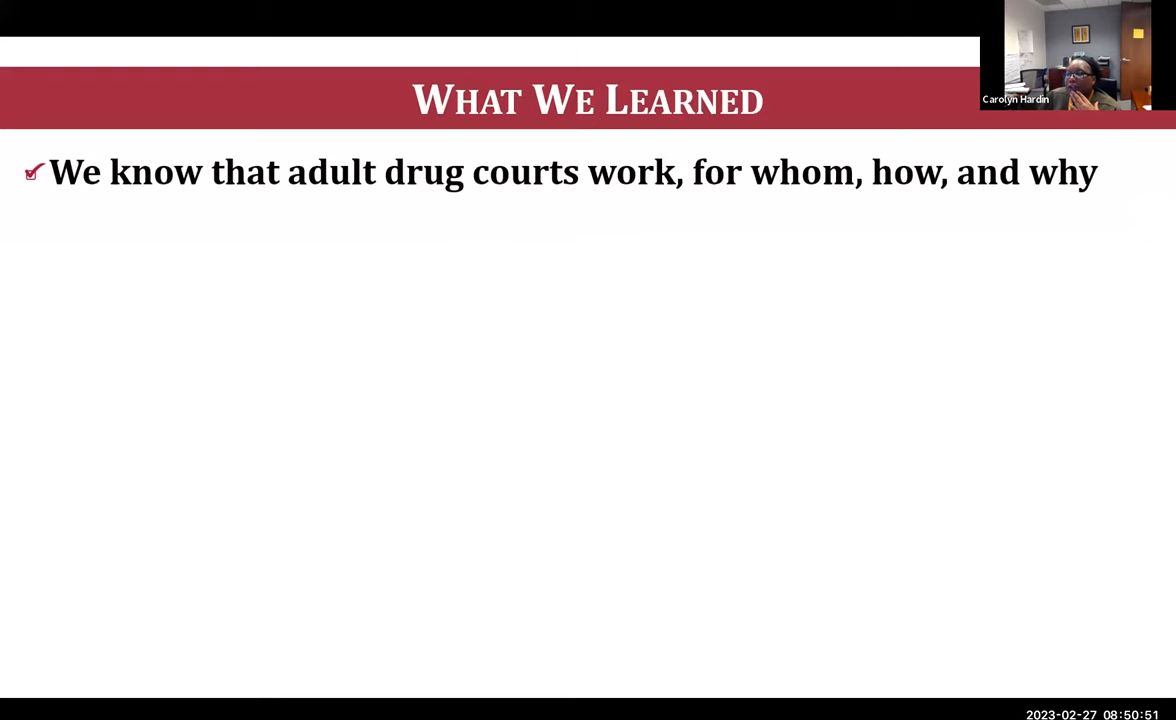 WHAT WE LEARNED
Carolyn Hardin
We know that adult drug courts work, for whom, how, and why
2023-02-27 08:50:51